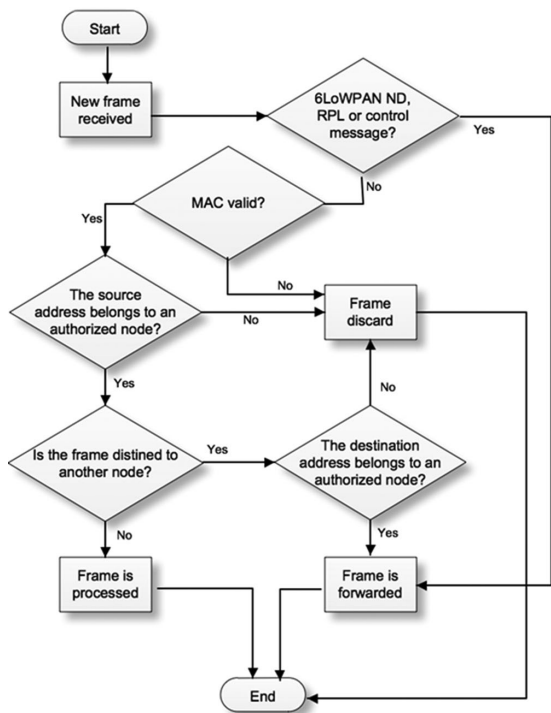 Start
New frame
received
6LoWPAN ND,
RPL or control
message?
Yes
No
MAC valid?
Yes
No
The source
address belongs to an
authorized node?
No
Frame
discard
Yes
No
Is the frame distined to
another node?
Yes
The destination
address belongs to an
authorized node?
No
Yes
Frame is
processed
Frame is
forwarded
End